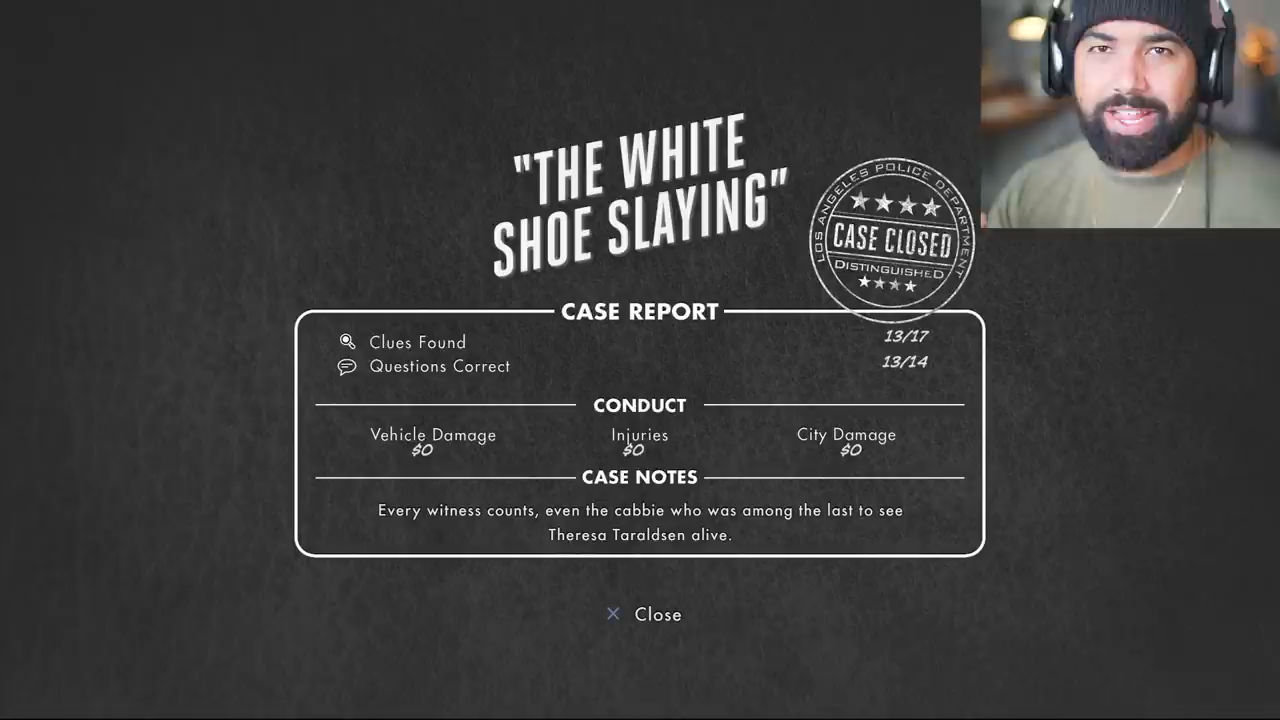 "THE WHITE
SHOE SLAYING"
LOS ANGELES POLICE DEPARTMENT
CASE CLOSED
DISTINGUISHED
CASE REPORT
Clues Found 13/17
Questions Correct 13/14
CONDUCT
Vehicle Damage Injuries City Damage
$0 $0 $0
CASE NOTES
Every witness counts, even the cabbie who was among the last to see
Theresa Taraldsen alive.
Close